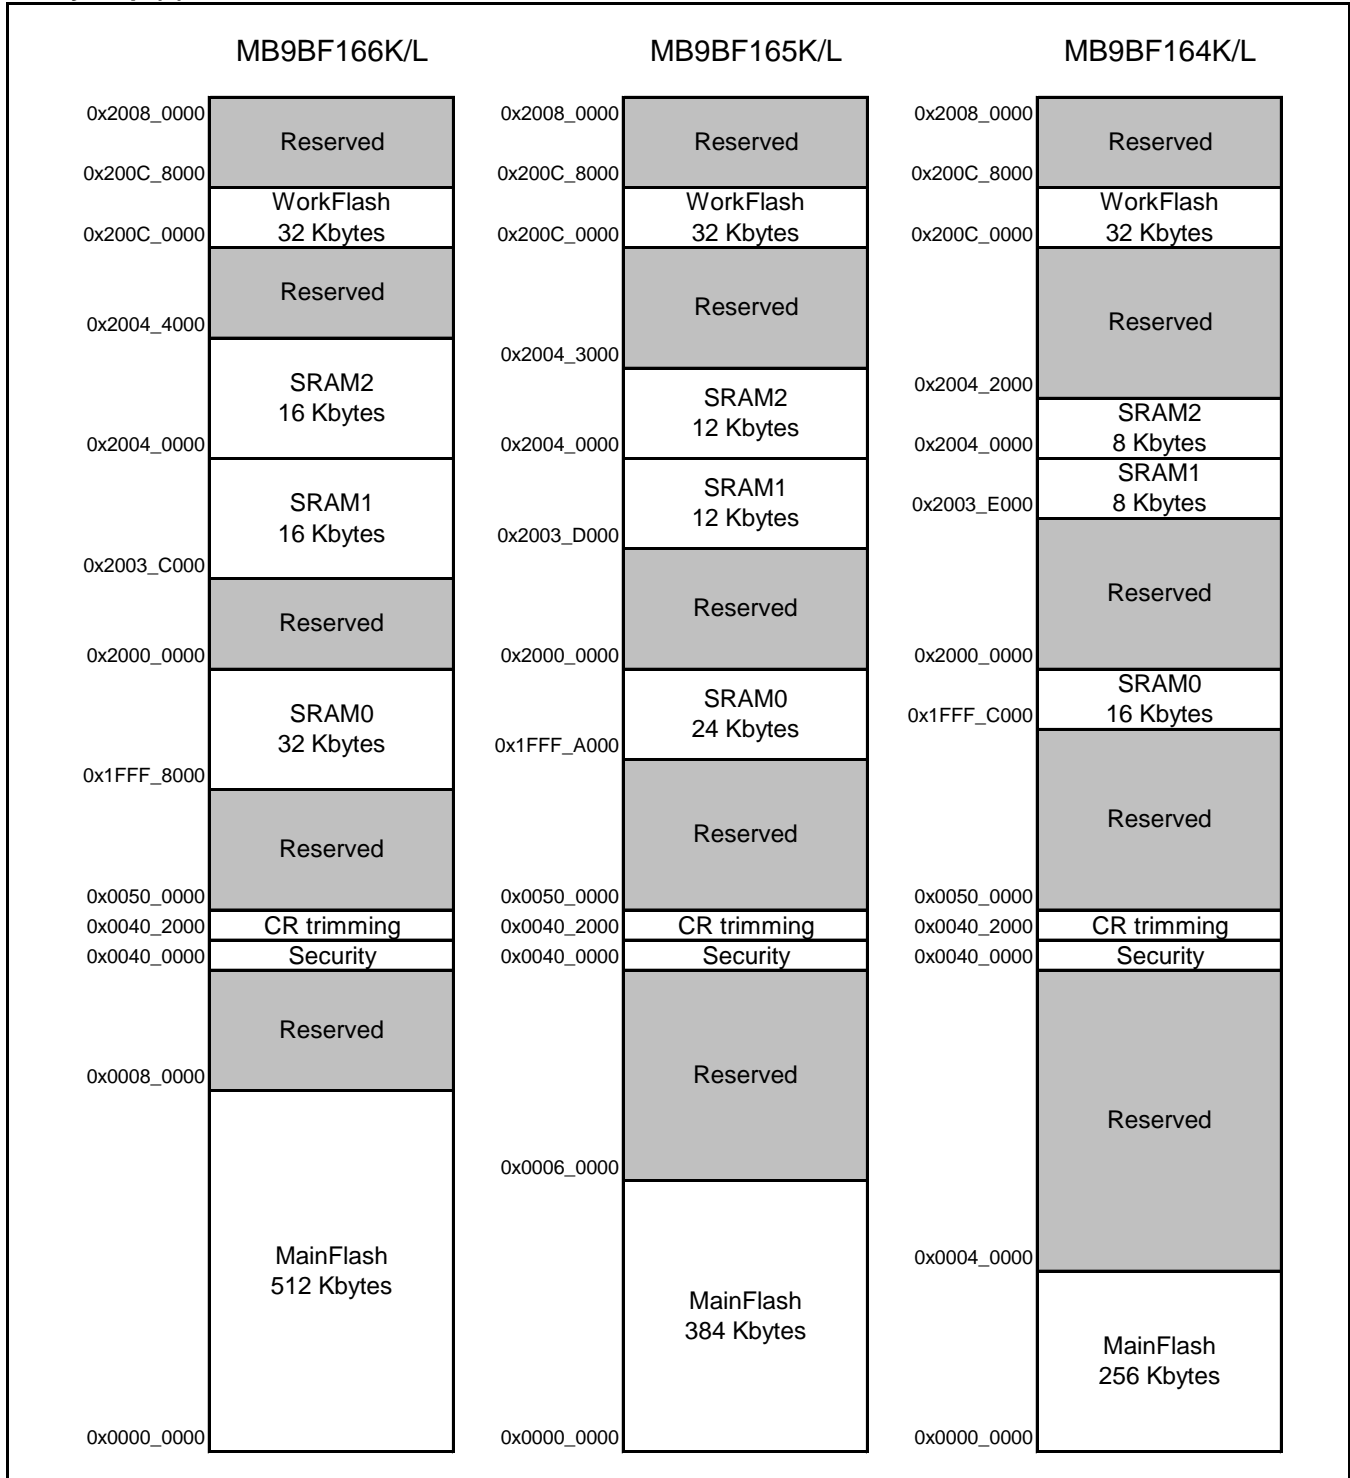 MB9BF166K/L
0x2008_0000
Reserved
0x200C_8000
WorkFlash
32 Kbytes
0x200C_0000
Reserved
0x2004_4000
SRAM2
16 Kbytes
0x2004_0000
SRAM1
16 Kbytes
0x2003_C000
Reserved
0x2000_0000
SRAM0
32 Kbytes
0x1FFF_8000
Reserved
0x0050_0000
CR trimming
0x0040_2000
Security
0x0040_0000
Reserved
0x0008_0000
MainFlash
512 Kbytes
0x0000_0000
MB9BF165K/L
0x2008_0000
Reserved
0x200C_8000
WorkFlash
32 Kbytes
0x200C_0000
Reserved
0x2004_3000
SRAM2
12 Kbytes
0x2004_0000
SRAM1
12 Kbytes
0x2003_D000
Reserved
0x2000_0000
SRAM0
24 Kbytes
0x1FFF_A000
Reserved
0x0050_0000
CR trimming
0x0040_2000
Security
0x0040_0000
Reserved
0x0006_0000
MainFlash
384 Kbytes
0x0000_0000
MB9BF164K/L
0x2008_0000
Reserved
0x200C_8000
WorkFlash
32 Kbytes
0x200C_0000
Reserved
0x2004_2000
SRAM2
8 Kbytes
0x2004_0000
SRAM1
8 Kbytes
0x2003_E000
Reserved
0x2000_0000
SRAM0
16 Kbytes
0x1FFF_C000
Reserved
0x0050_0000
CR trimming
0x0040_2000
Security
0x0040_0000
Reserved
0x0004_0000
MainFlash
256 Kbytes
0x0000_0000